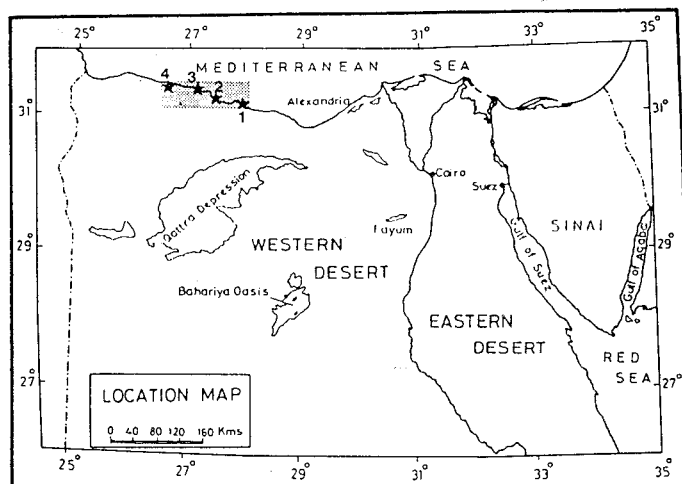 25° 27° 29° 31° 33° 35°
MEDITERRANEAN SEA
4 3 2 1
31° 31°
Alexandria
Cairo
Suez
Qattra Depression
Fayum
SINAI
29° 29°
WESTERN DESERT
Gulf of Suez
Gulf of AQABG
Bahariya Oasis
EASTERN DESERT
RED SEA
27° 27°
LOCATION MAP
0 40 80 120 160 Kms
25° 27° 29° 31° 33° 35°